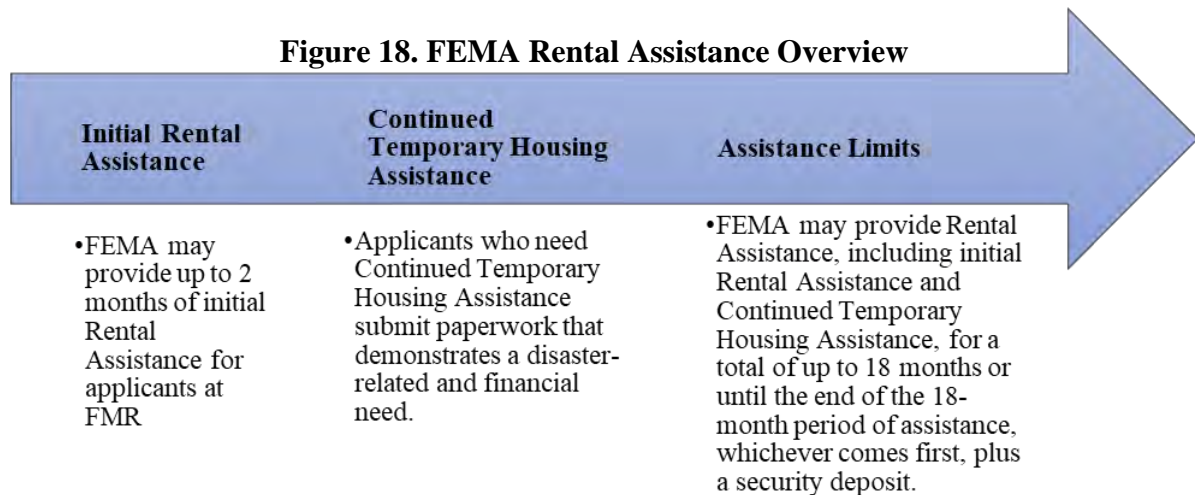 Figure 18. FEMA Rental Assistance Overview
Initial Rental
Assistance
•FEMA may
provide up to 2
months of initial
Rental
Assistance for
applicants at
FMR
Continued
Temporary Housing
Assistance
•Applicants who need
Continued Temporary
Housing Assistance
submit paperwork that
demonstrates a disaster-
related and financial
need.
Assistance Limits
•FEMA may provide Rental
Assistance, including initial
Rental Assistance and
Continued Temporary
Housing Assistance, for a
total of up to 18 months or
until the end of the 18-
month period of assistance,
whichever comes first, plus
a security deposit.